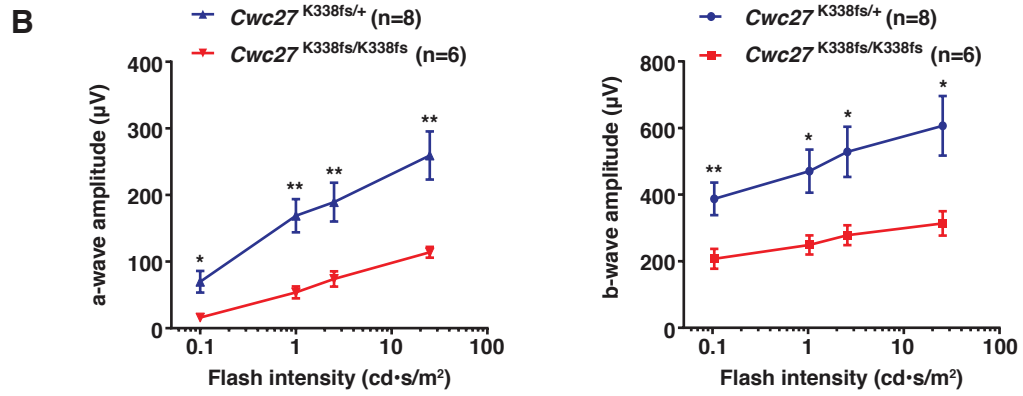 B
Cwc27 K338fs/+ (n=8)
Cwc27 K338fs/K338fs (n=6)
400
300
200
100
0
a-wave amplitude (µV)
*
**
**
**
0.1
1
10
100
Flash intensity (cd•s/m²)
Cwc27 K338fs/+ (n=8)
Cwc27 K338fs/K338fs (n=6)
800
600
400
200
0
b-wave amplitude (µV)
**
*
*
*
0.1
1
10
100
Flash intensity (cd•s/m²)